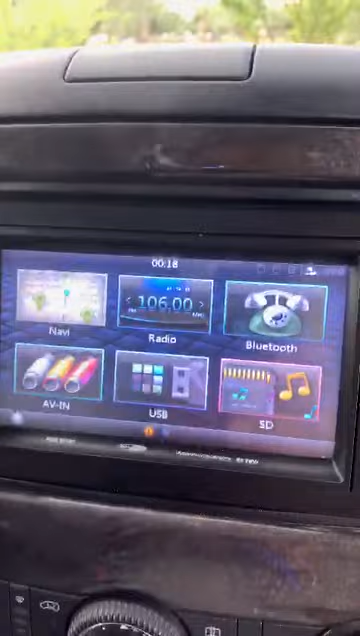 00:18
106.00
Navi
Radio
Bluetooth
AV-IN
USB
SD